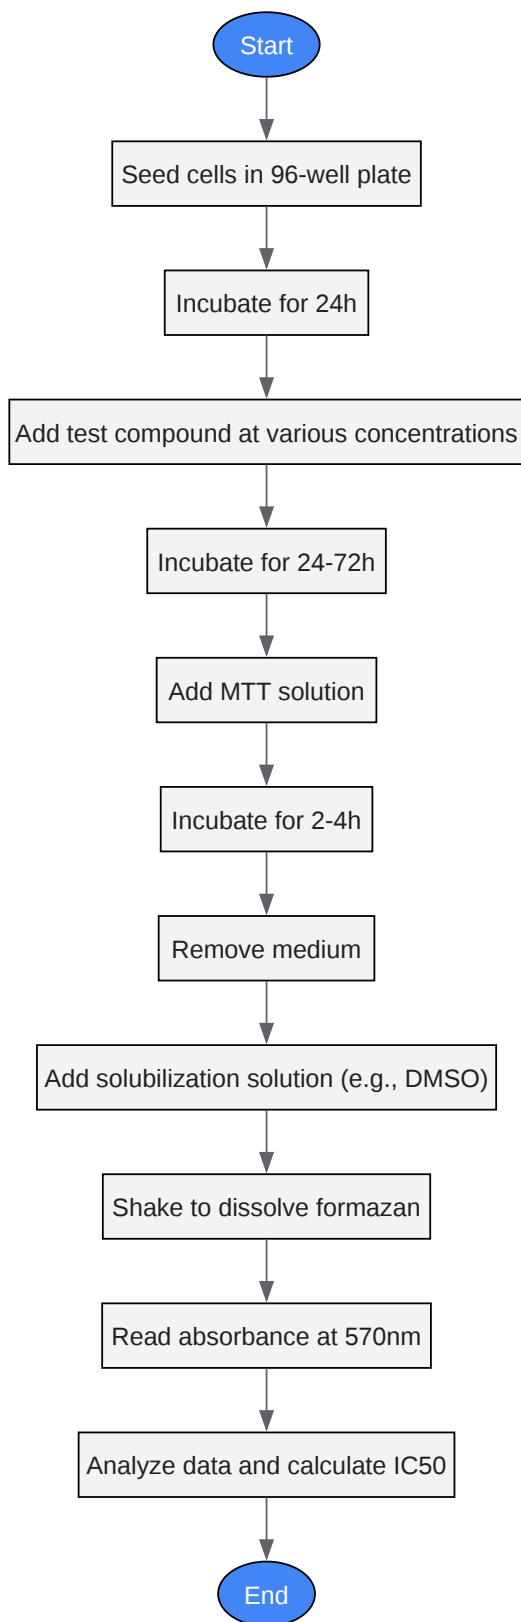 Start
Seed cells in 96-well plate
Incubate for 24h
Add test compound at various concentrations
Incubate for 24-72h
Add MTT solution
Incubate for 2-4h
Remove medium
Add solubilization solution (e.g., DMSO)
Shake to dissolve formazan
Read absorbance at 570nm
Analyze data and calculate IC50
End